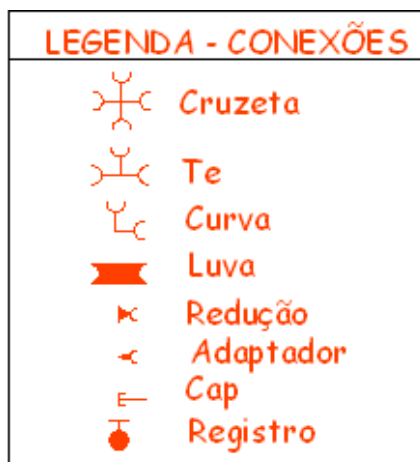 LEGENDA - CONEXÕES
Cruzeta
Te
Curva
Luva
Redução
Adaptador
Cap
Registro